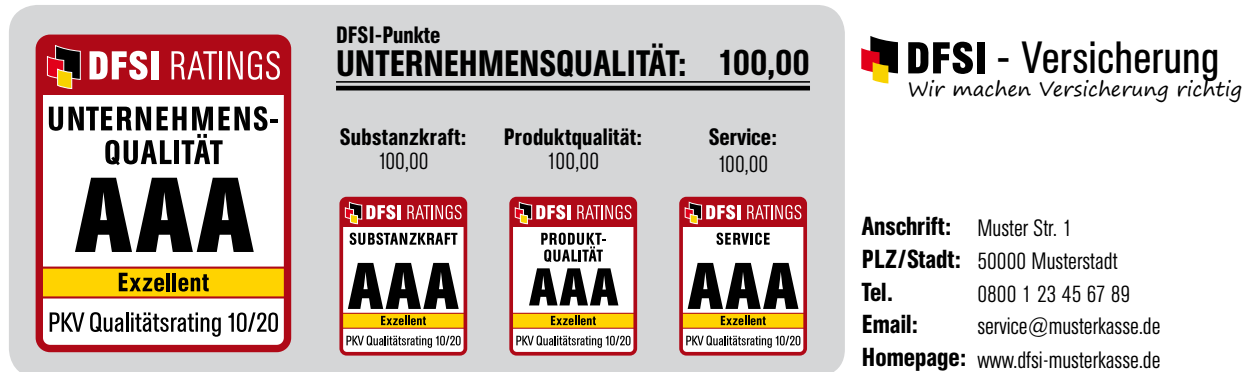 DFSI RATINGS
UNTERNEHMENS-
QUALITÄT
AAA
Exzellent
PKV Qualitätsrating 10/20
DFSI-Punkte
UNTERNEHMENSQUALITÄT: 100,00
Substanzkraft: Produktqualität: Service:
100,00 100,00 100,00
DFSI RATINGS
SUBSTANZKRAFT
AAA
Exzellent
PKV Qualitätsrating 10/20
DFSI RATINGS
PRODUKT-
QUALITÄT
AAA
Exzellent
PKV Qualitätsrating 10/20
DFSI RATINGS
SERVICE
AAA
Exzellent
PKV Qualitätsrating 10/20
DFSI - Versicherung
Wir machen Versicherung richtig
Anschrift: Muster Str. 1
PLZ/Stadt: 50000 Musterstadt
Tel. 0800 1 23 45 67 89
Email: service@musterkasse.de
Homepage: www.dfsi-musterkasse.de